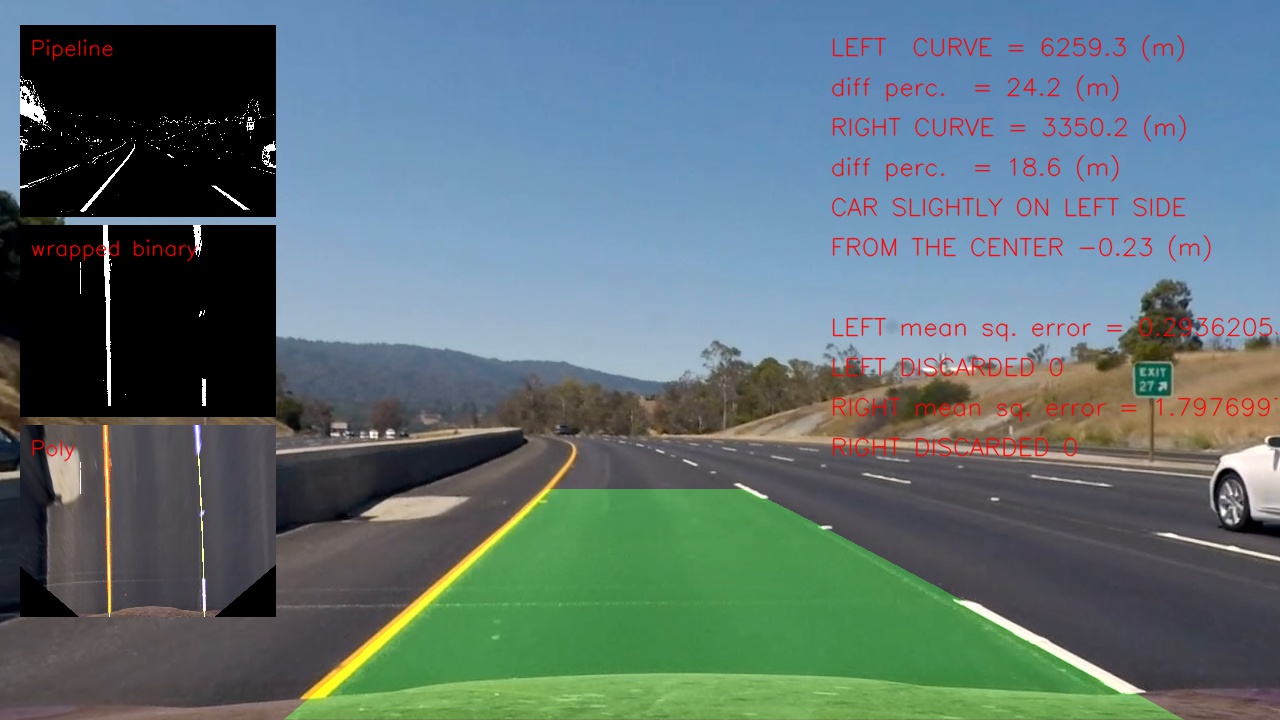 Pipeline
wrapped binary
Poly
LEFT CURVE = 6259.3 (m)
diff perc. = 24.2 (m)
RIGHT CURVE = 3350.2 (m)
diff perc. = 18.6 (m)
CAR SLIGHTLY ON LEFT SIDE
FROM THE CENTER -0.23 (m)
LEFT mean sq. error = 0.2936205
LEFT DISCARDED 0
RIGHT mean sq. error = 1.797699
RIGHT DISCARDED 0
EXIT
27